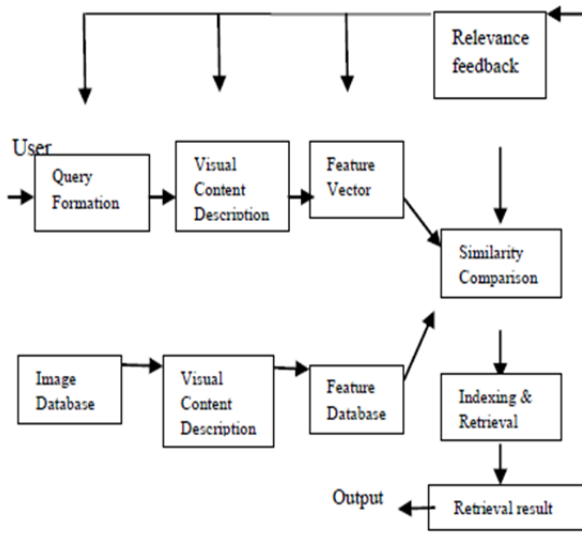 Relevance
feedback
User
Query
Formation
Visual
Content
Description
Feature
Vector
Similarity
Comparison
Image
Database
Visual
Content
Description
Feature
Database
Indexing &
Retrieval
Output
Retrieval result